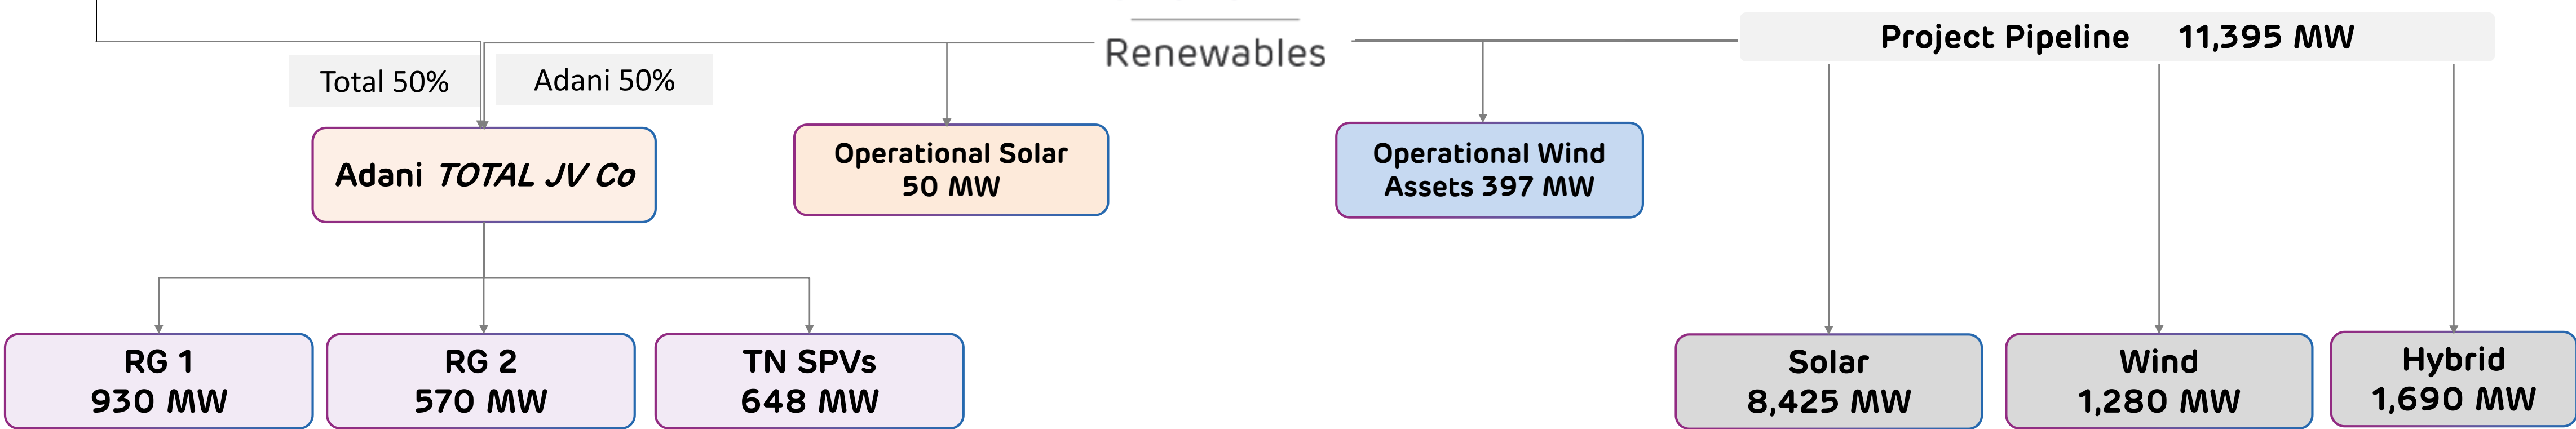 Renewables
Project Pipeline 11,395 MW
Total 50%
Adani 50%
Adani TOTAL JV Co
Operational Solar
50 MW
Operational Wind
Assets 397 MW
RG 1
930 MW
RG 2
570 MW
TN SPVs
648 MW
Solar
8,425 MW
Wind
1,280 MW
Hybrid
1,690 MW